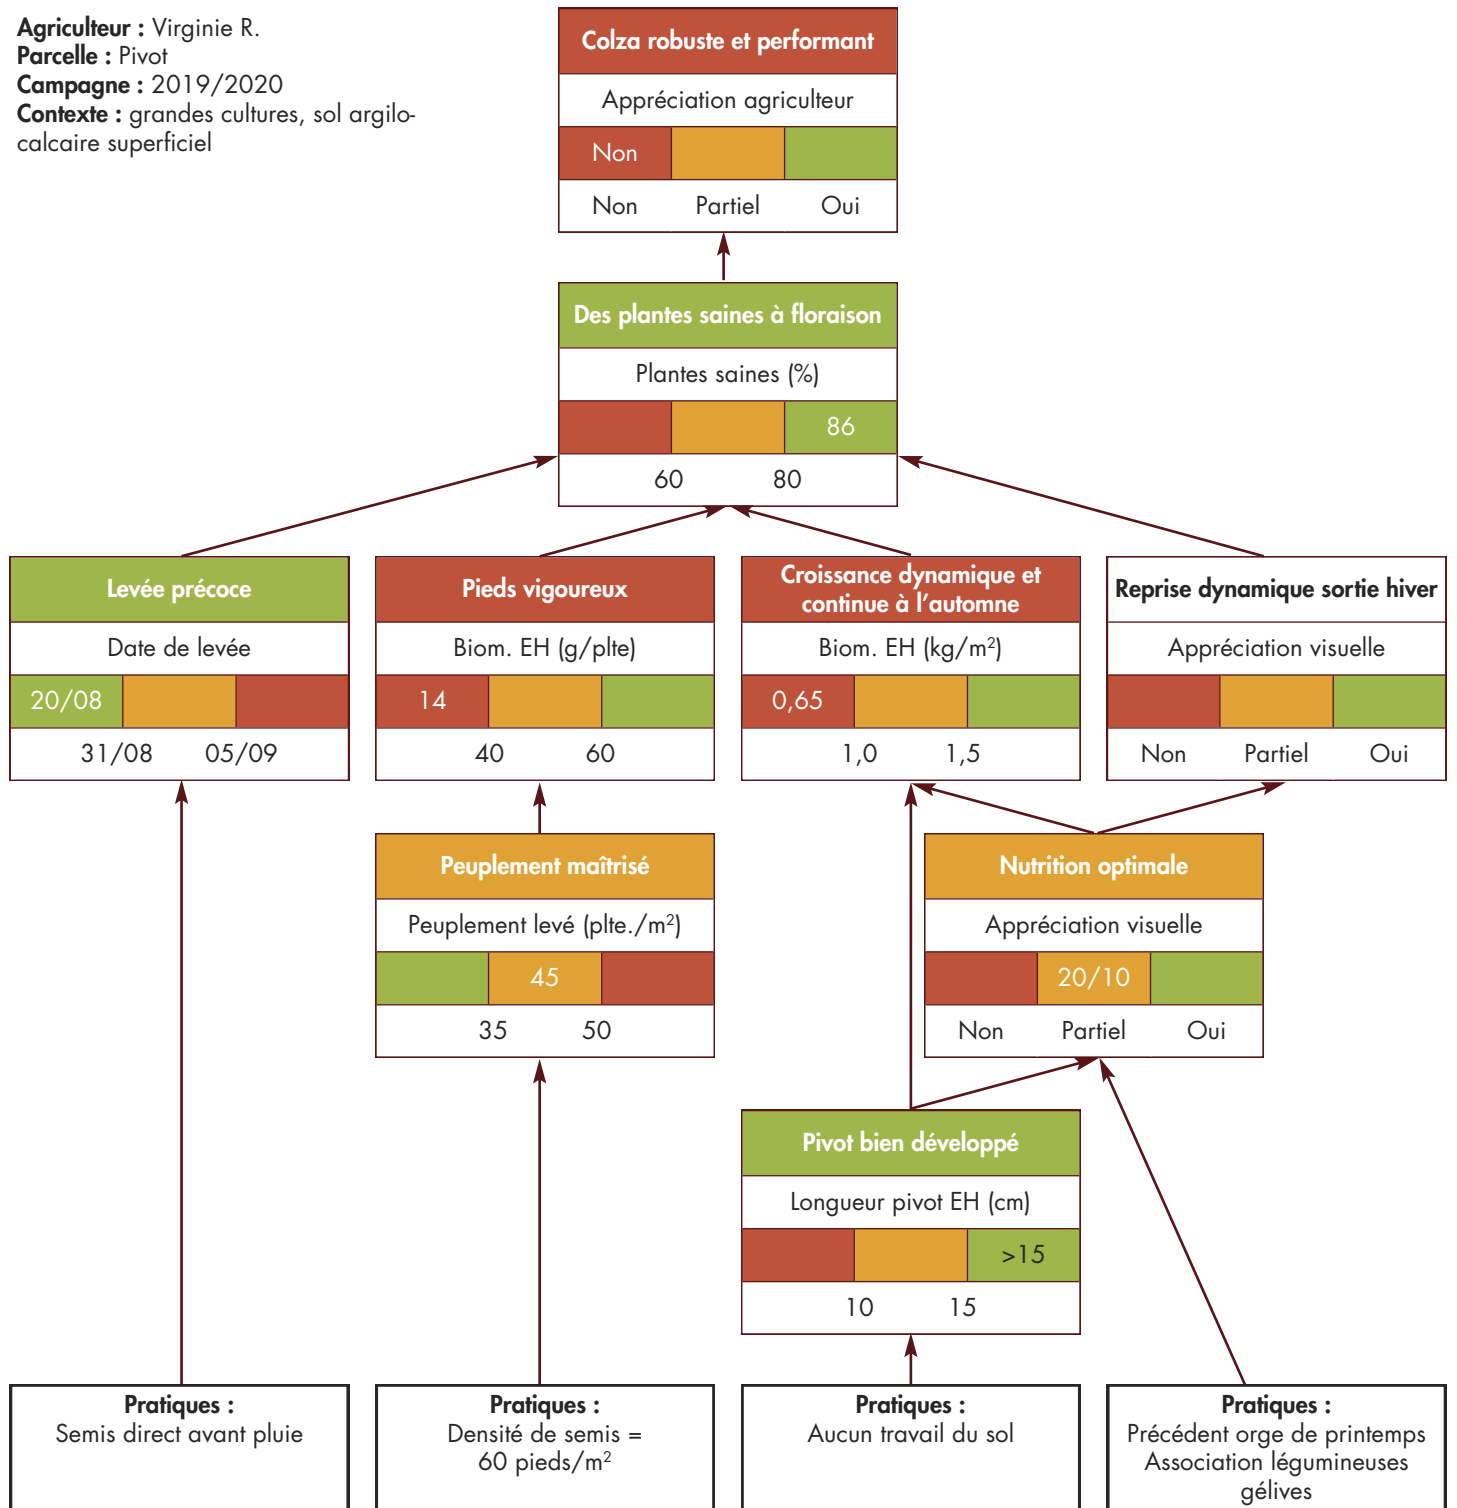 Agriculteur : Virginie R.
Parcelle : Pivot
Campagne : 2019/2020
Contexte : grandes cultures, sol argilo-
calcaire superficiel
Colza robuste et performant
Appréciation agriculteur
Non
Non Partiel Oui
Des plantes saines à floraison
Plantes saines (%)
86
60 80
Levée précoce
Date de levée
20/08
31/08 05/09
Pieds vigoureux
Biom. EH (g/plte)
14
40 60
Croissance dynamique et
continue à l'automne
Biom. EH (kg/m²)
0,65
1,0 1,5
Reprise dynamique sortie hiver
Appréciation visuelle
Non Partiel Oui
Peuplement maîtrisé
Peuplement levé (plte./m²)
45
35 50
Nutrition optimale
Appréciation visuelle
20/10
Non Partiel Oui
Pivot bien développé
Longueur pivot EH (cm)
>15
10 15
Pratiques :
Semis direct avant pluie
Pratiques :
Densité de semis =
60 pieds/m²
Pratiques :
Aucun travail du sol
Pratiques :
Précédent orge de printemps
Association légumineuses
gélives